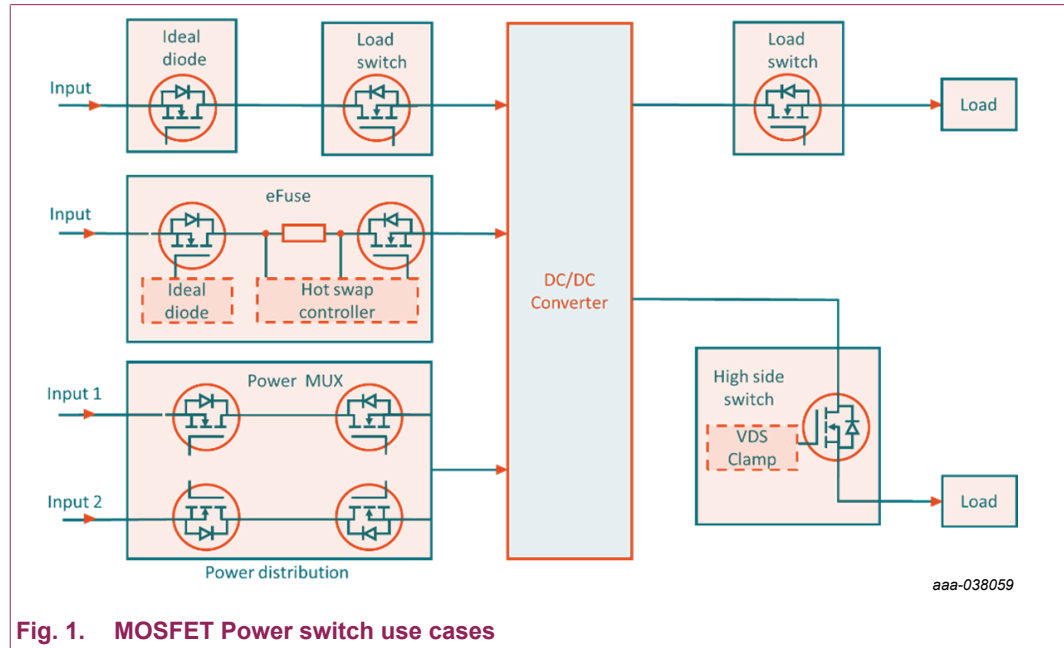 Ideal
diode
Load
switch
Input
Load
switch
Load
eFuse
Input
Ideal
diode
Hot swap
controller
DC/DC
Converter
Power MUX
Input 1
Input 2
Power distribution
High side
switch
VDS
Clamp
Load
aaa-038059
Fig. 1. MOSFET Power switch use cases